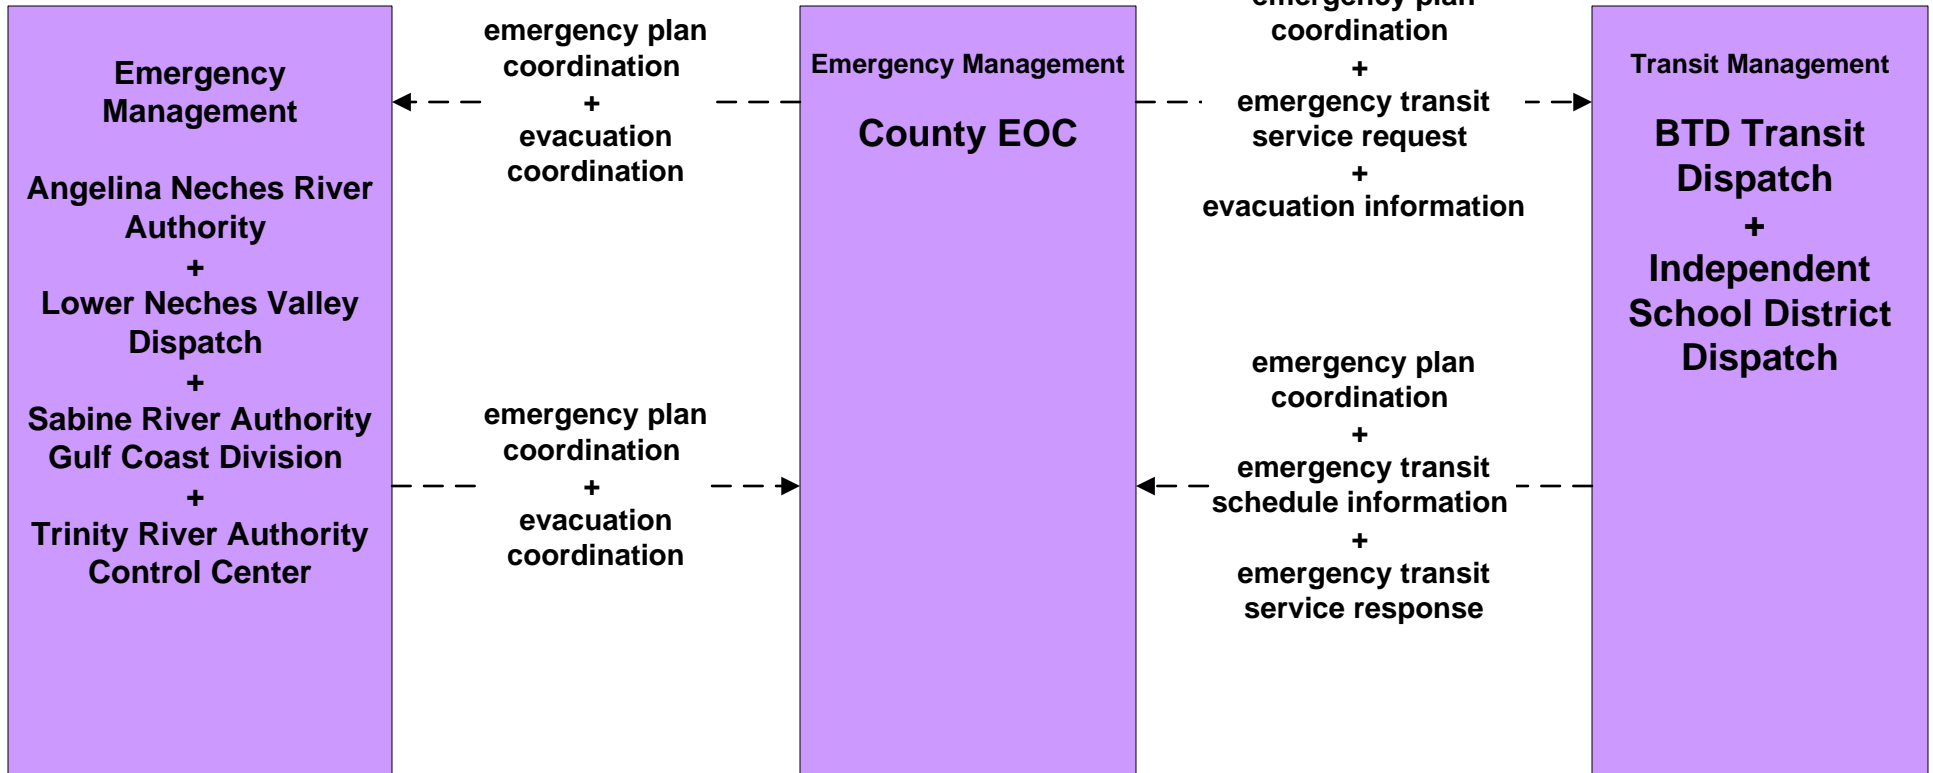 Emergency
Management
Angelina Neches River
Authority
+
Lower Neches Valley
Dispatch
+
Sabine River Authority
Gulf Coast Division
+
Trinity River Authority
Control Center
emergency plan
coordination
+
evacuation
coordination
emergency plan
coordination
+
evacuation
coordination
Emergency Management
County EOC
emergency plan
coordination
+
emergency transit
service request
+
evacuation information
emergency plan
coordination
+
emergency transit
schedule information
+
emergency transit
service response
Transit Management
BTD Transit
Dispatch
+
Independent
School District
Dispatch